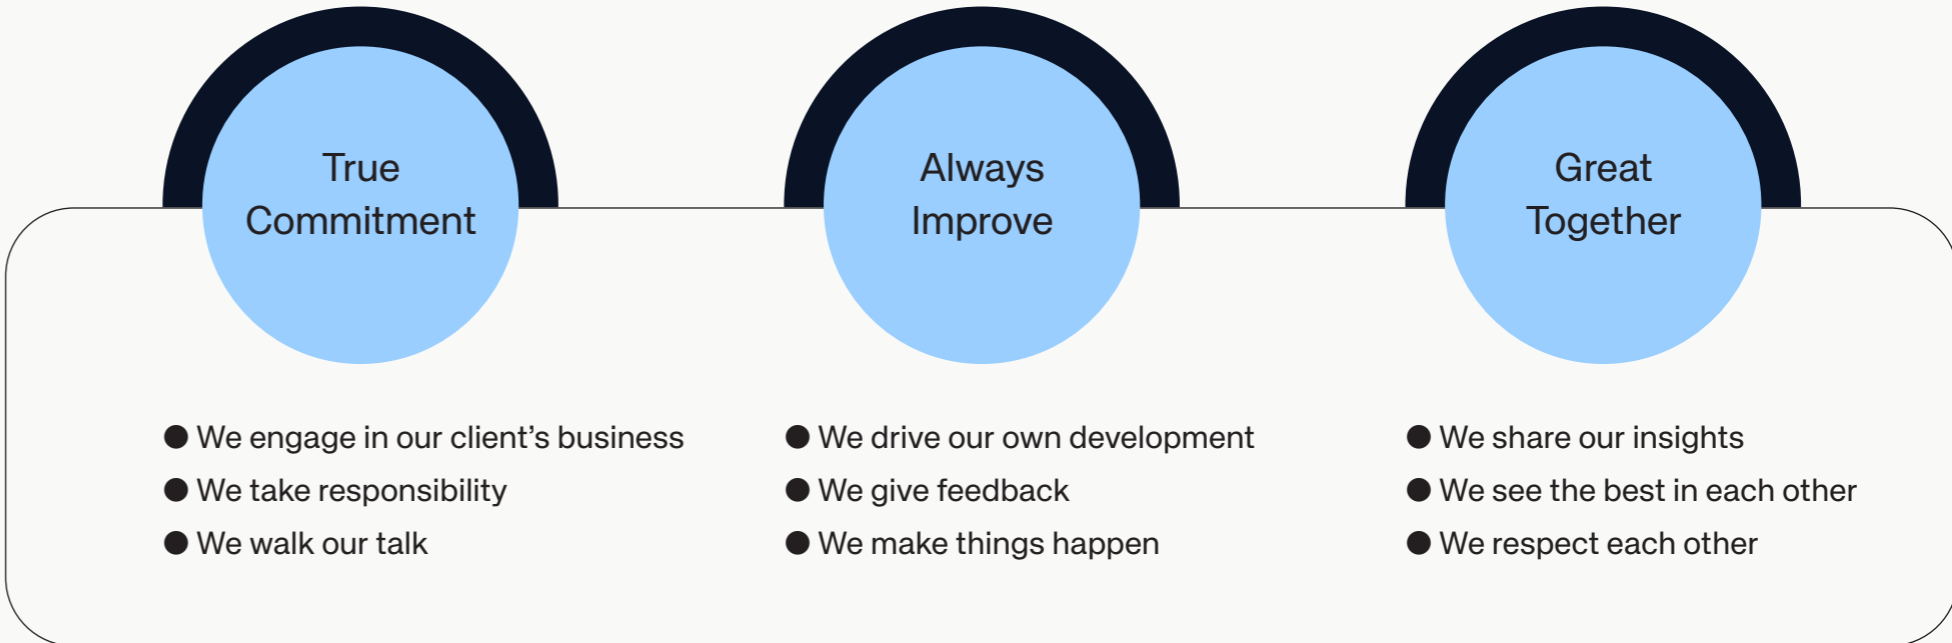 True
Commitment
● We engage in our client’s business
● We take responsibility
● We walk our talk
Always
Improve
● We drive our own development
● We give feedback
● We make things happen
Great
Together
● We share our insights
● We see the best in each other
● We respect each other